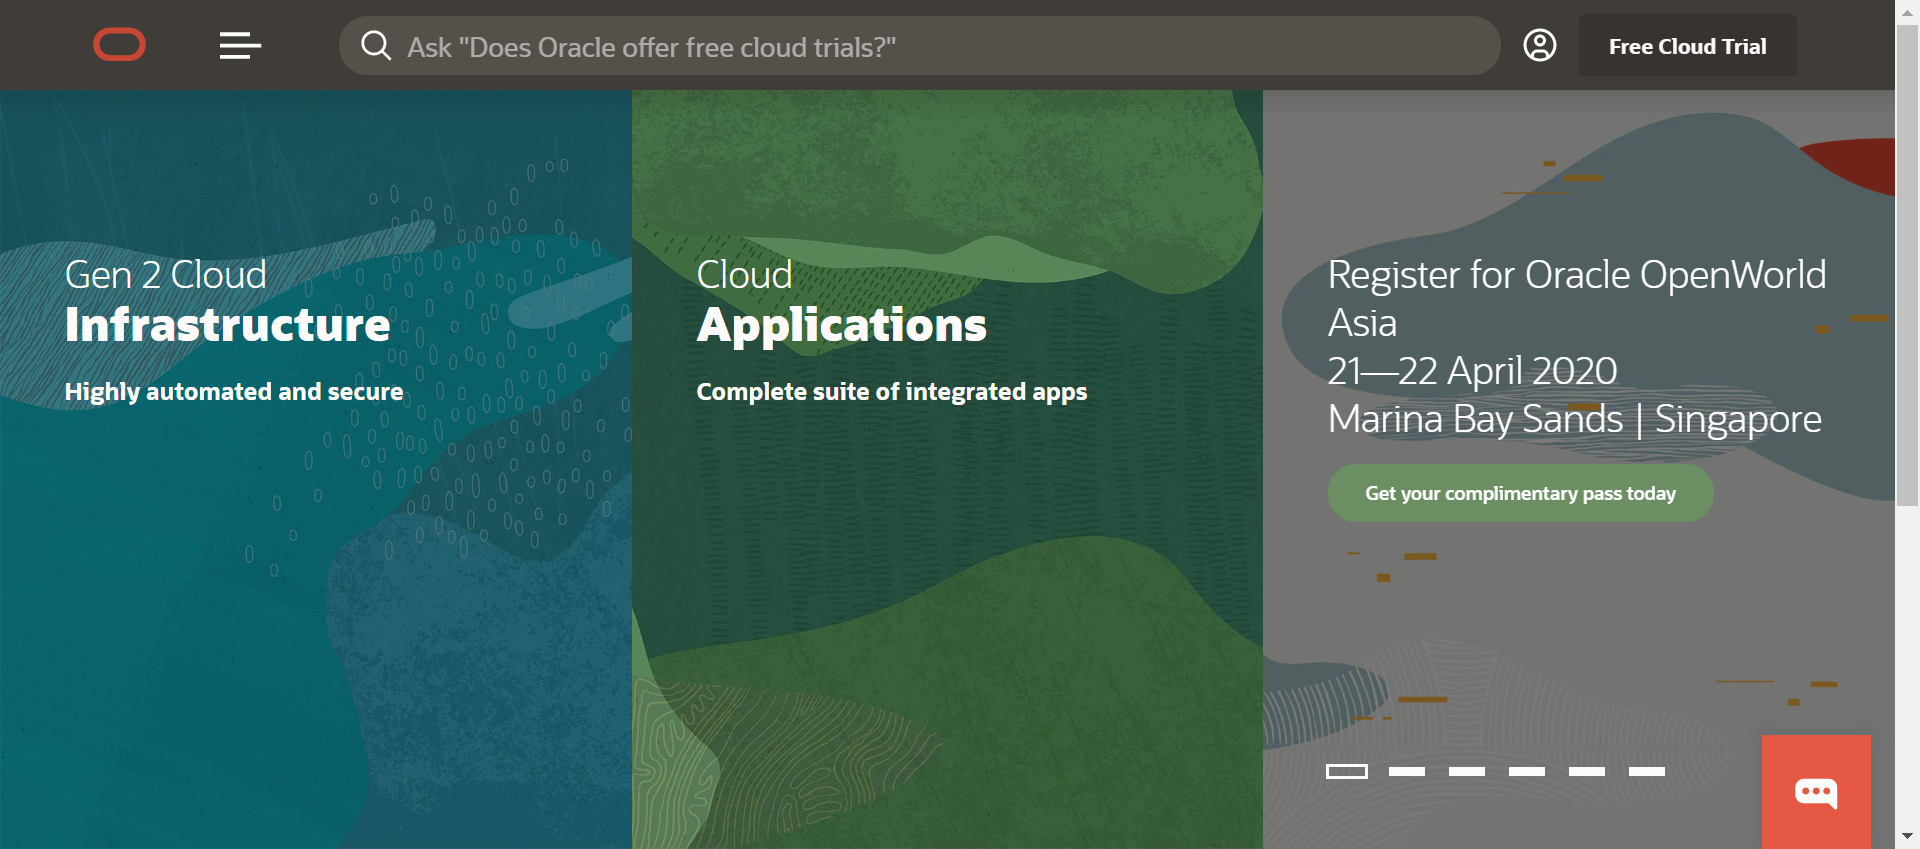 Ask "Does Oracle offer free cloud trials?"
Free Cloud Trial
Gen 2 Cloud
Infrastructure
Highly automated and secure
Cloud
Applications
Complete suite of integrated apps
Register for Oracle OpenWorld
Asia
21—22 April 2020
Marina Bay Sands | Singapore
Get your complimentary pass today